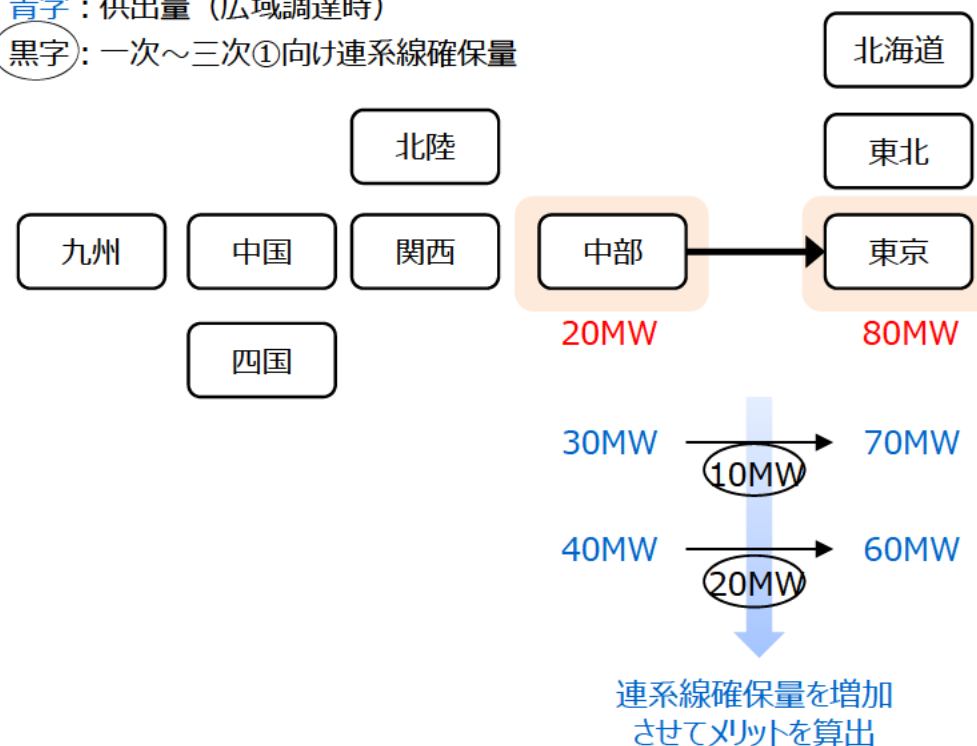 青字：供出量（広域調達時）
黒字：一次～三次①向け連系線確保量
北海道
北陸
東北
九州
中国
関西
中部
東京
20MW
80MW
四国
30MW
70MW
10MW
40MW
60MW
20MW
連系線確保量を増加
させてメリットを算出